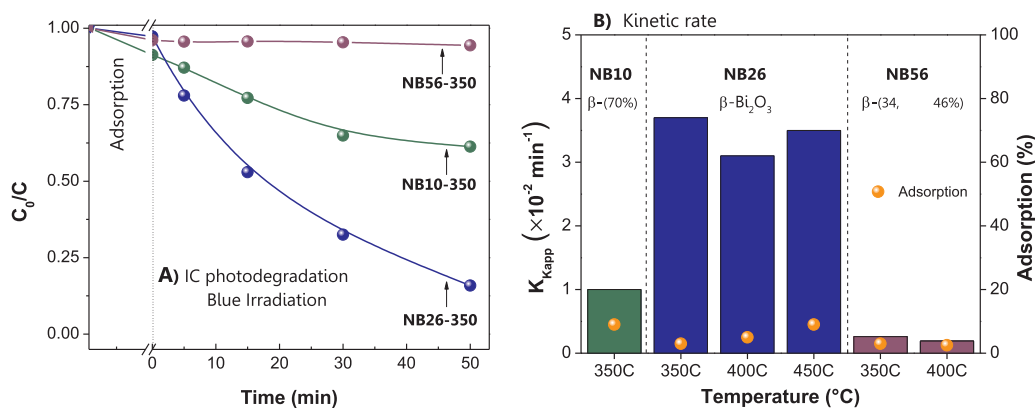 1.00
0.75
0.50
0.25
0.00
C₀/C
Adsorption
NB56-350
NB10-350
NB26-350
A) IC photodegradation
Blue Irradiation
0 10 20 30 40 50
Time (min)
B) Kinetic rate
5
4
3
2
1
0
K_Kapp (×10⁻² min⁻¹)
NB10 NB26 NB56
β-(70%) β-Bi₂O₃ β-(34, 46%)
Adsorption
100
80
60
40
20
0
Adsorption (%)
350C 350C 400C 450C 350C 400C
Temperature (°C)